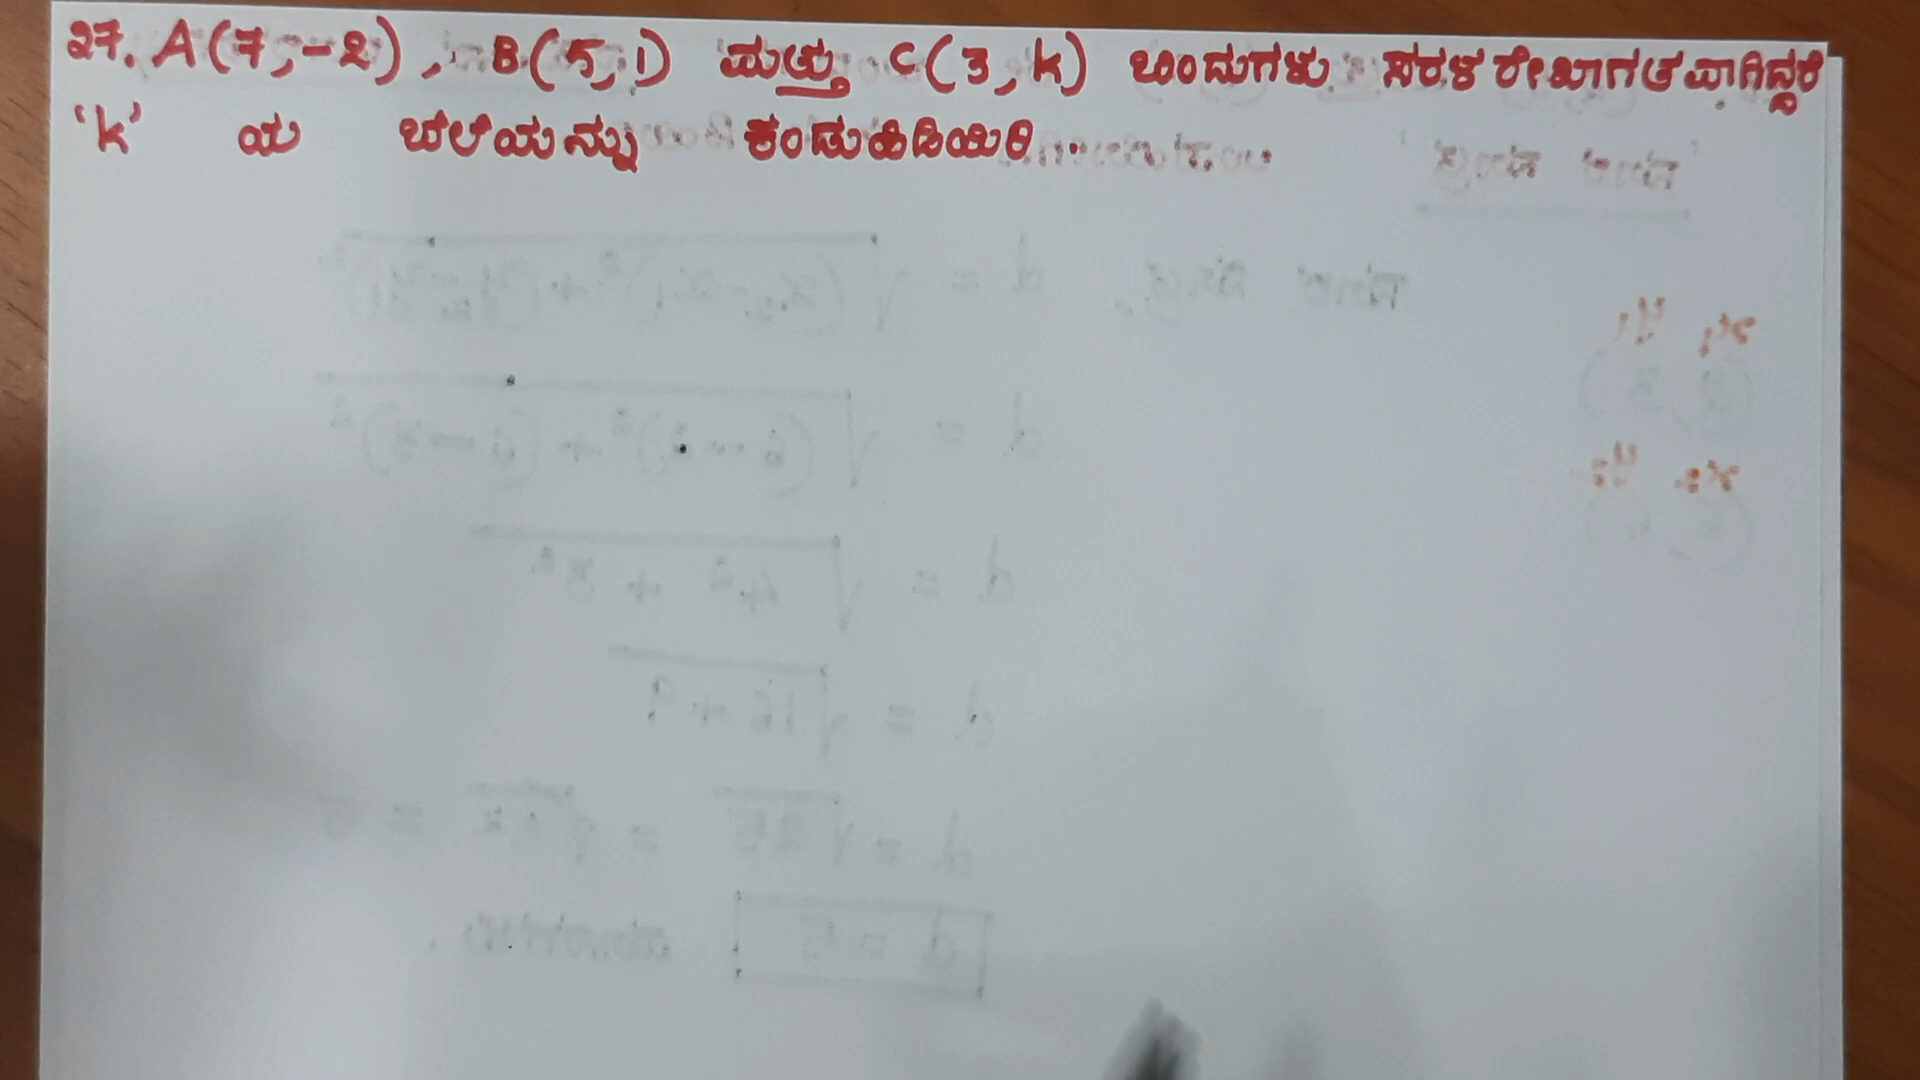 27. A(7,-2), B(5,1) ಮತ್ತು C(3,k) ಬಿಂದುಗಳು ಸರಳ ರೇಖಾಗತವಾಗಿದ್ದರೆ
'k' ಯ ಬೆಲೆಯನ್ನು ಕಂಡುಹಿಡಿಯಿರಿ.